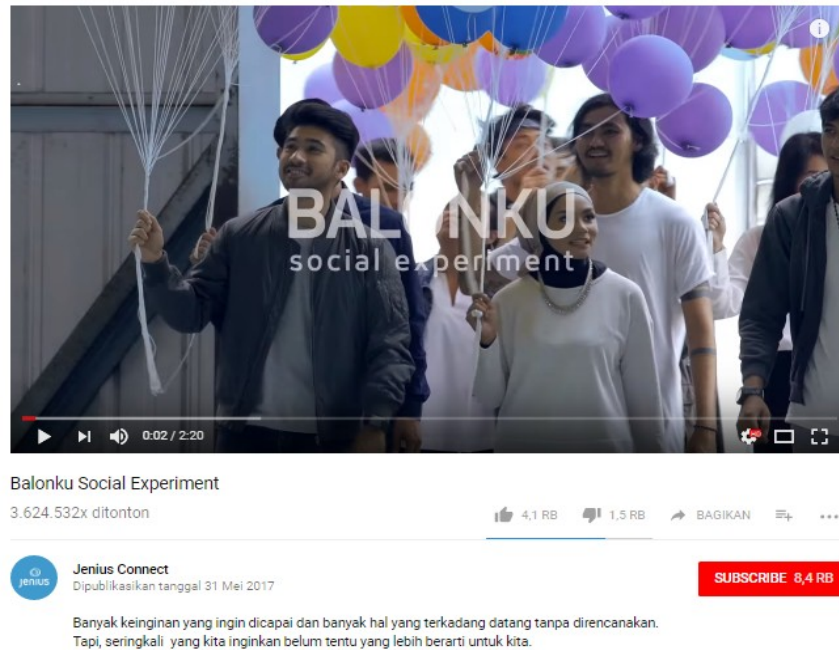 BALONKU
social experiment
0:02 / 2:20
HD
Balonku Social Experiment
3.624.532x ditonton
4,1 RB 1,5 RB BAGIKAN
Jenius
Jenius Connect
Dipublikasikan tanggal 31 Mei 2017
SUBSCRIBE 8,4 RB
Banyak keinginan yang ingin dicapai dan banyak hal yang terkadang datang tanpa direncanakan.
Tapi, seringkali yang kita inginkan belum tentu yang lebih berarti untuk kita.